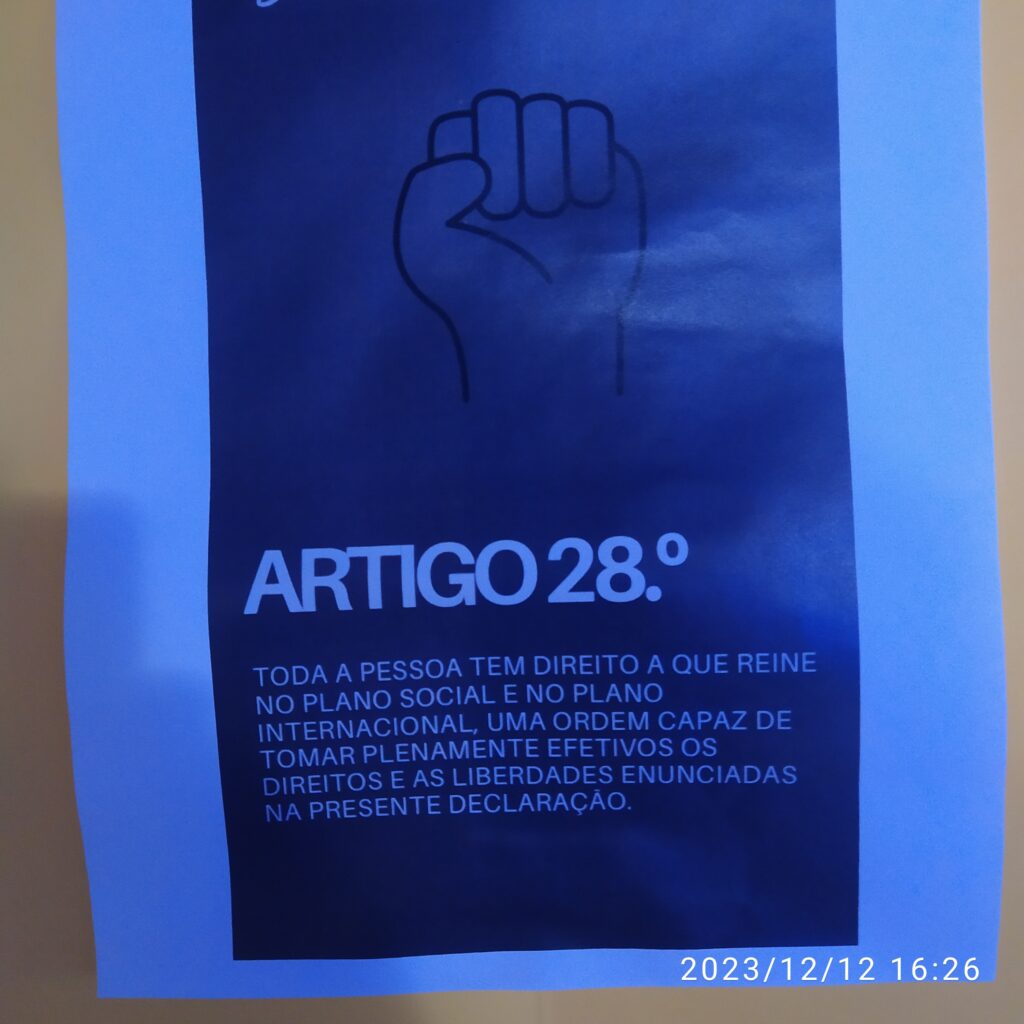 ARTIGO 28.º
TODA A PESSOA TEM DIREITO A QUE REINE
NO PLANO SOCIAL E NO PLANO
INTERNACIONAL, UMA ORDEM CAPAZ DE
TOMAR PLENAMENTE EFETIVOS OS
DIREITOS E AS LIBERDADES ENUNCIADAS
NA PRESENTE DECLARAÇÃO.
2023/12/12 16:26